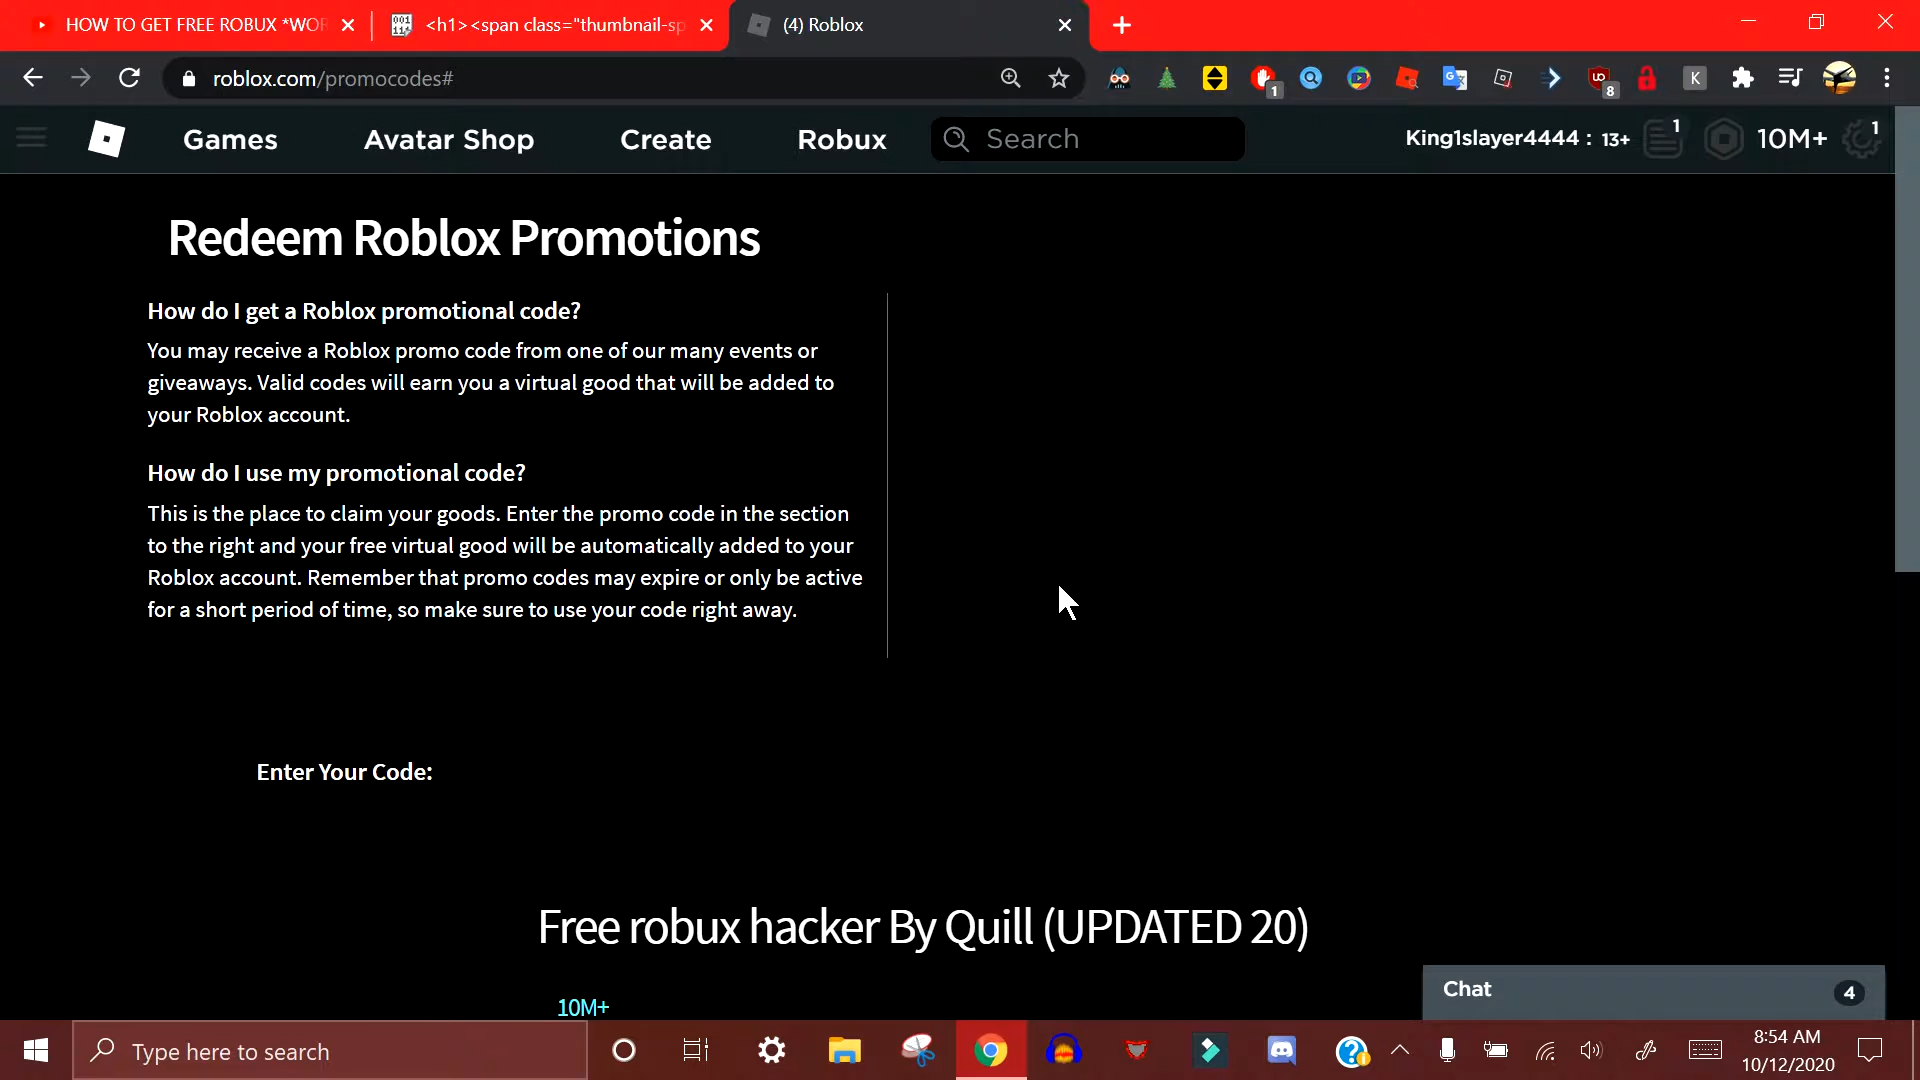 HOW TO GET FREE ROBUX *WOR
<h1><span class="thumbnail-sp
(4) Roblox
roblox.com/promocodes#
1
8
K
Games
Avatar Shop
Create
Robux
Search
King1slayer4444 : 13+
1
10M+
1
Redeem Roblox Promotions
How do I get a Roblox promotional code?
You may receive a Roblox promo code from one of our many events or
giveaways. Valid codes will earn you a virtual good that will be added to
your Roblox account.
How do I use my promotional code?
This is the place to claim your goods. Enter the promo code in the section
to the right and your free virtual good will be automatically added to your
Roblox account. Remember that promo codes may expire or only be active
for a short period of time, so make sure to use your code right away.
Enter Your Code:
Free robux hacker By Quill (UPDATED 20)
10M+
Chat
4
Type here to search
8:54 AM
10/12/2020